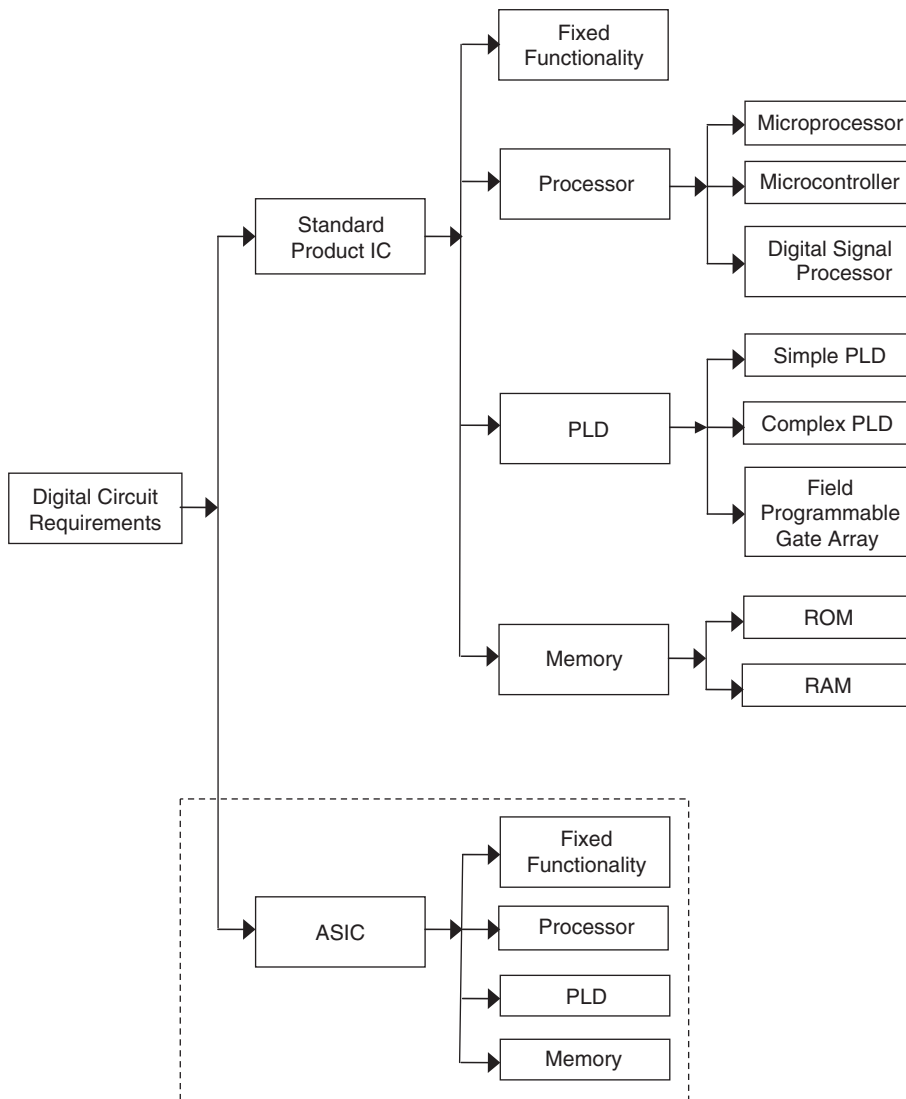 Fixed
Functionality
Microprocessor
Processor
Microcontroller
Standard
Product IC
Digital Signal
Processor
Simple PLD
PLD
Complex PLD
Digital Circuit
Requirements
Field
Programmable
Gate Array
ROM
Memory
RAM
Fixed
Functionality
ASIC
Processor
PLD
Memory